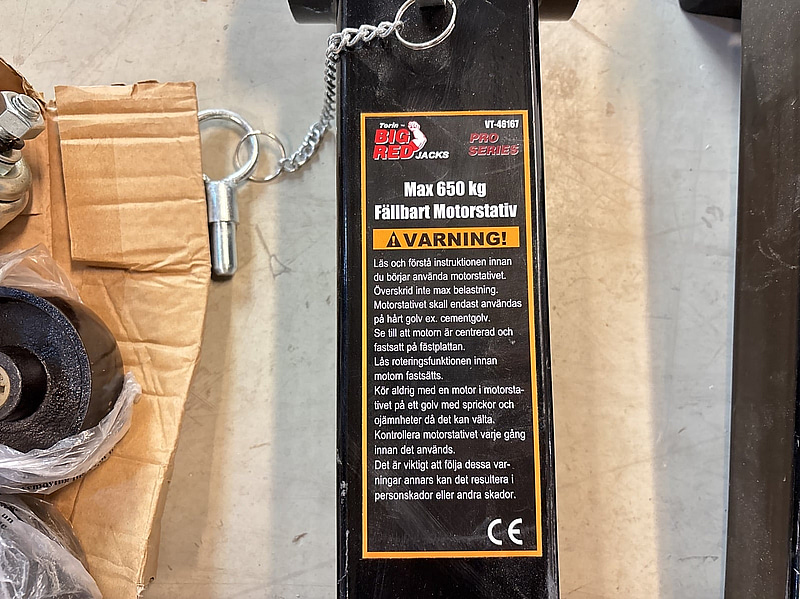 Torin
BIG
RED JACKS
VT-46167
PRO
SERIES
Max 650 kg
Fällbart Motorstativ
VARNING!
Läs och förstå instruktionen innan
du börjar använda motorstativet.
Överskrid inte max belastning.
Motorstativet skall endast användas
på hårt golv ex. cementgolv.
Se till att motorn är centrerad och
fastsatt på fästplattan.
Lås roteringsfunktionen innan
motorn fastsätts.
Kör aldrig med en motor i motorsta-
tivet på ett golv med sprickor och
ojämnheter då det kan välta.
Kontrollera motorstativet varje gång
innan det används.
Det är viktigt att följa dessa var-
ningar annars kan det resultera i
personskador eller andra skador.
CE